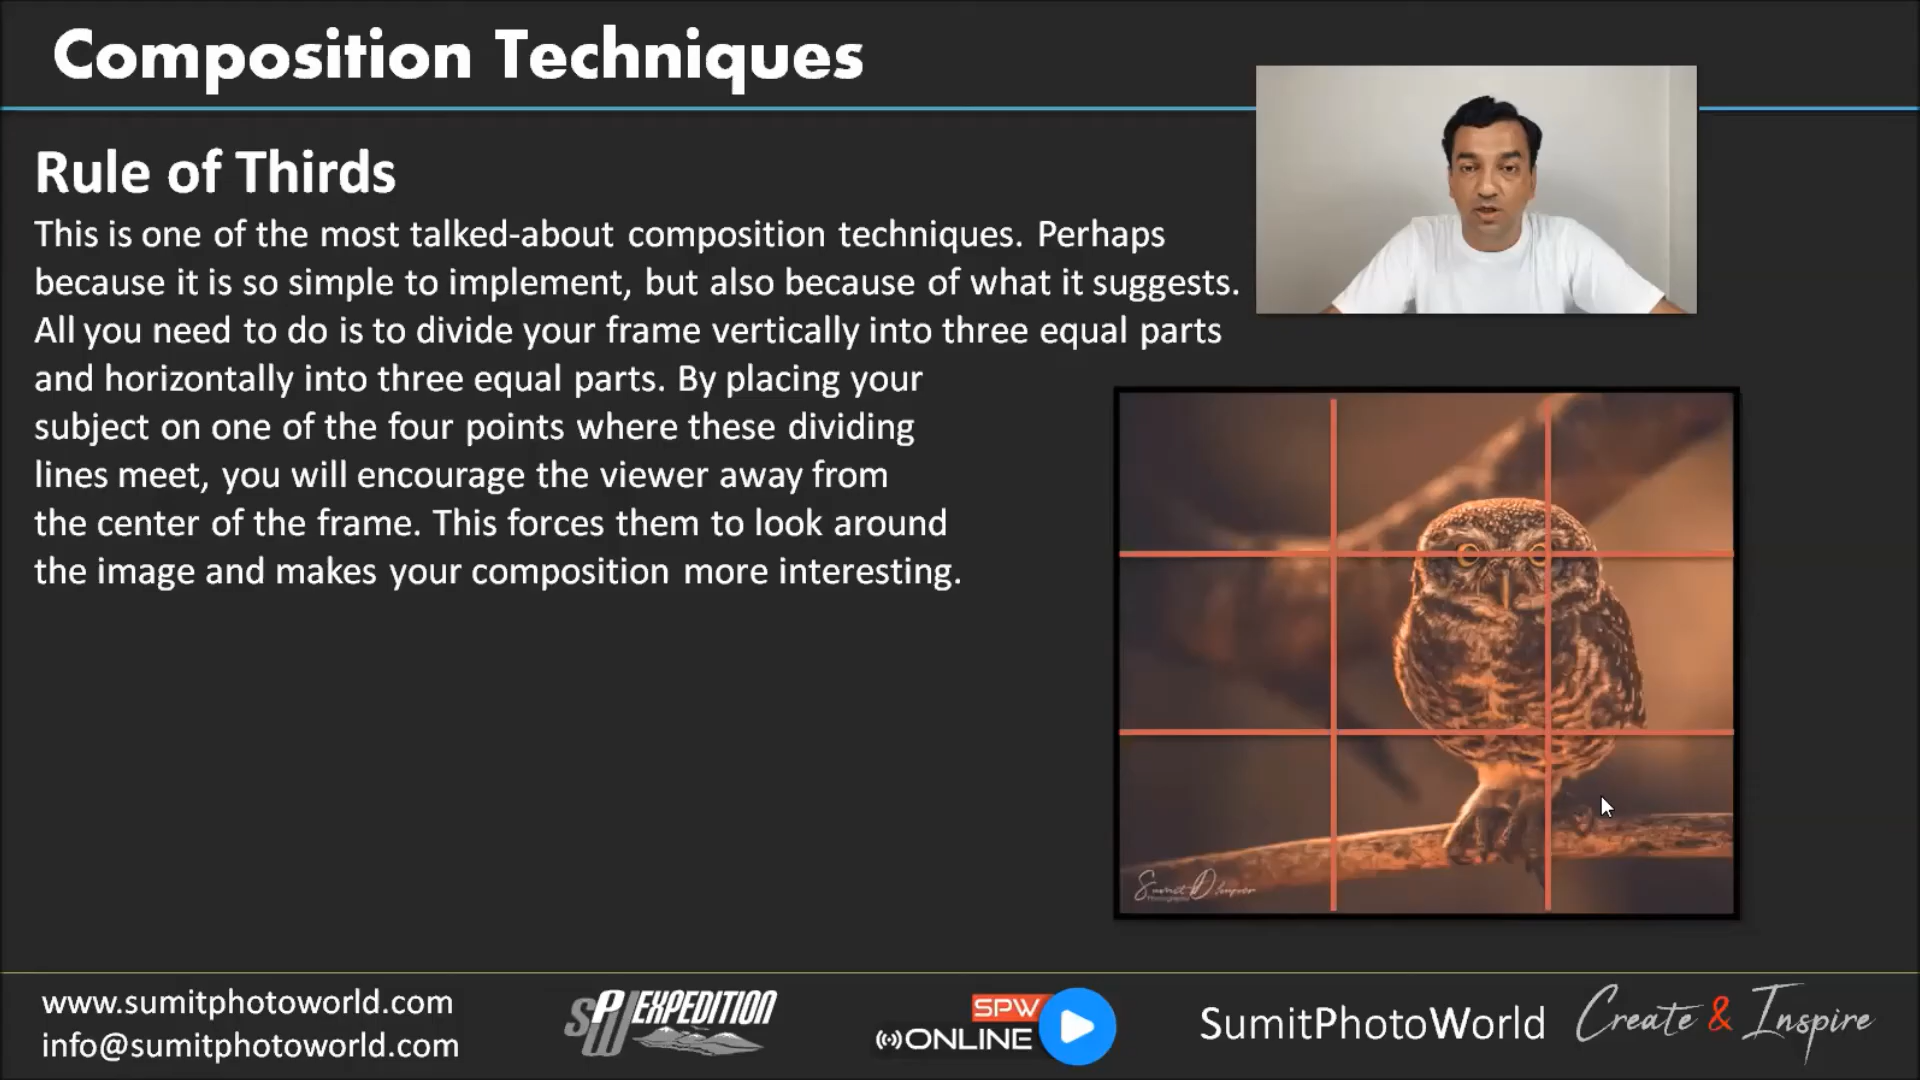 Composition Techniques
Rule of Thirds
This is one of the most talked-about composition techniques. Perhaps
because it is so simple to implement, but also because of what it suggests.
All you need to do is to divide your frame vertically into three equal parts
and horizontally into three equal parts. By placing your
subject on one of the four points where these dividing
lines meet, you will encourage the viewer away from
the center of the frame. This forces them to look around
the image and makes your composition more interesting.
www.sumitphotoworld.com
info@sumitphotoworld.com
SPW EXPEDITION
SPW
ONLINE
SumitPhotoWorld
Create & Inspire